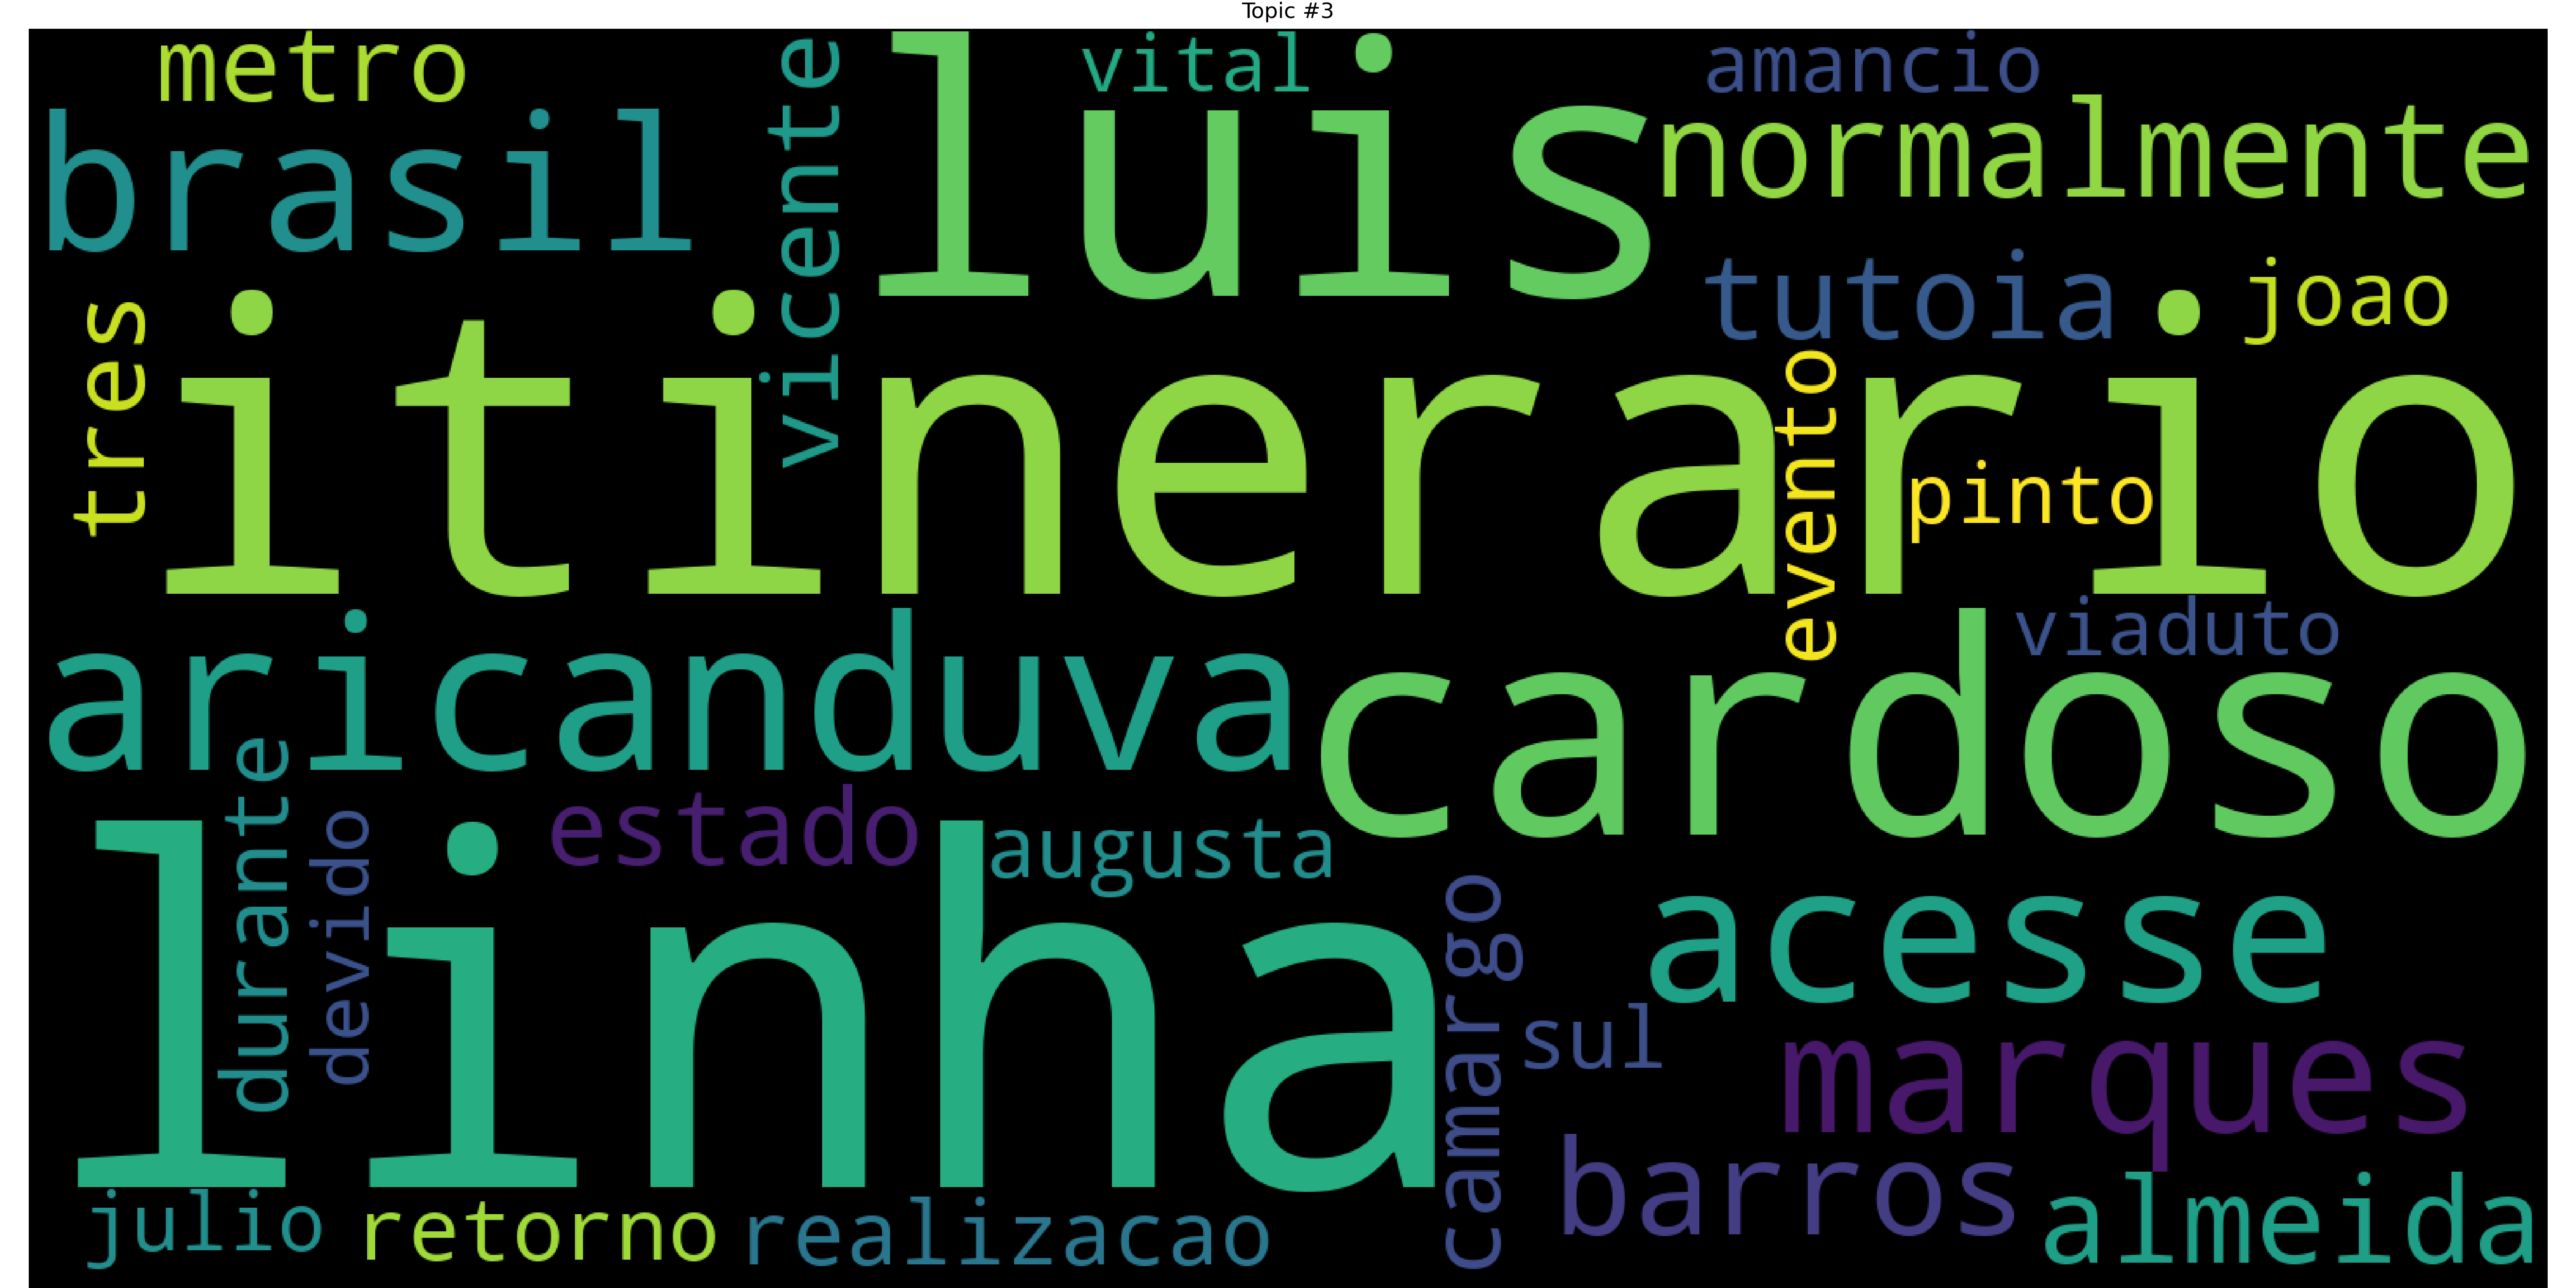 Topic #3
metro
vital
amancio
luis
brasil
vicente
normalmente
tutoia
joao
tres
itinerario
evento
pinto
viaduto
aricanduva
cardoso
durante
devido
estado
augusta
linha
camargo
acesse
sul
marques
barros
almeida
julio
retorno
realizacao